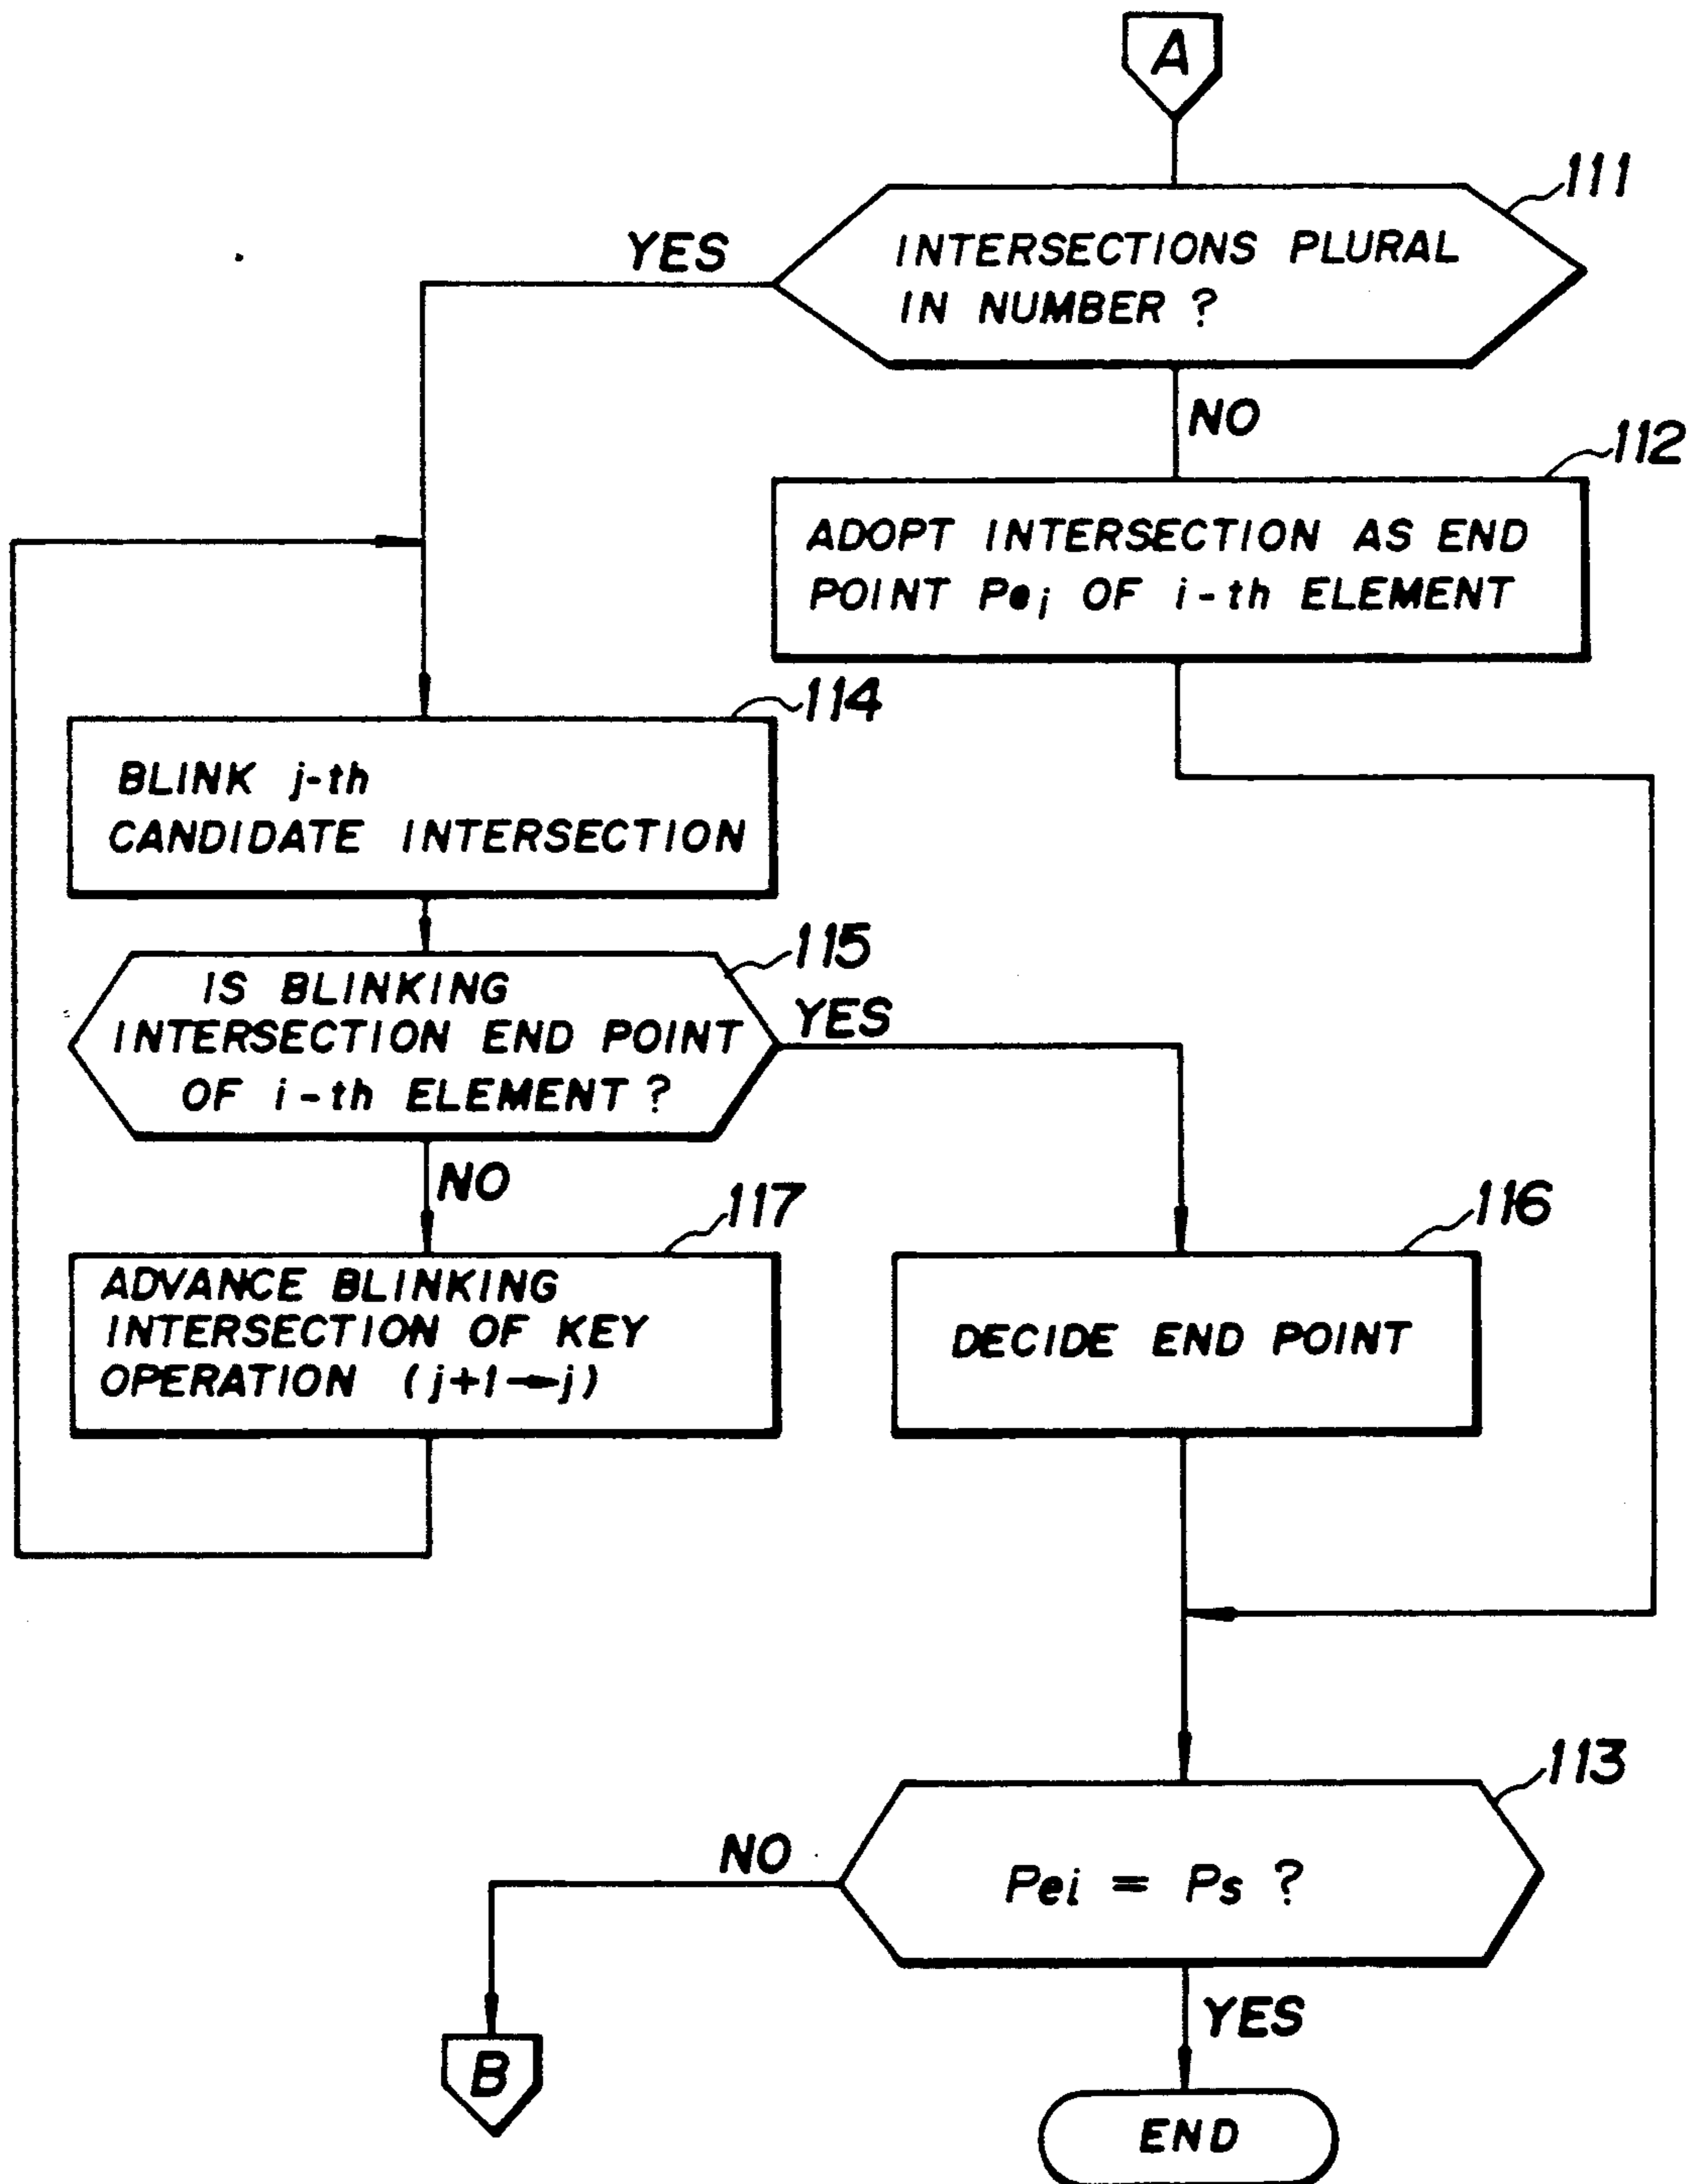 A
111
INTERSECTIONS PLURAL
IN NUMBER ?
YES
NO
112
ADOPT INTERSECTION AS END
POINT Pei OF i-th ELEMENT
114
BLINK j-th
CANDIDATE INTERSECTION
115
IS BLINKING
INTERSECTION END POINT
OF i-th ELEMENT ?
YES
NO
117
ADVANCE BLINKING
INTERSECTION OF KEY
OPERATION (j+1→j)
116
DECIDE END POINT
113
Pei = Ps ?
NO
YES
B
END